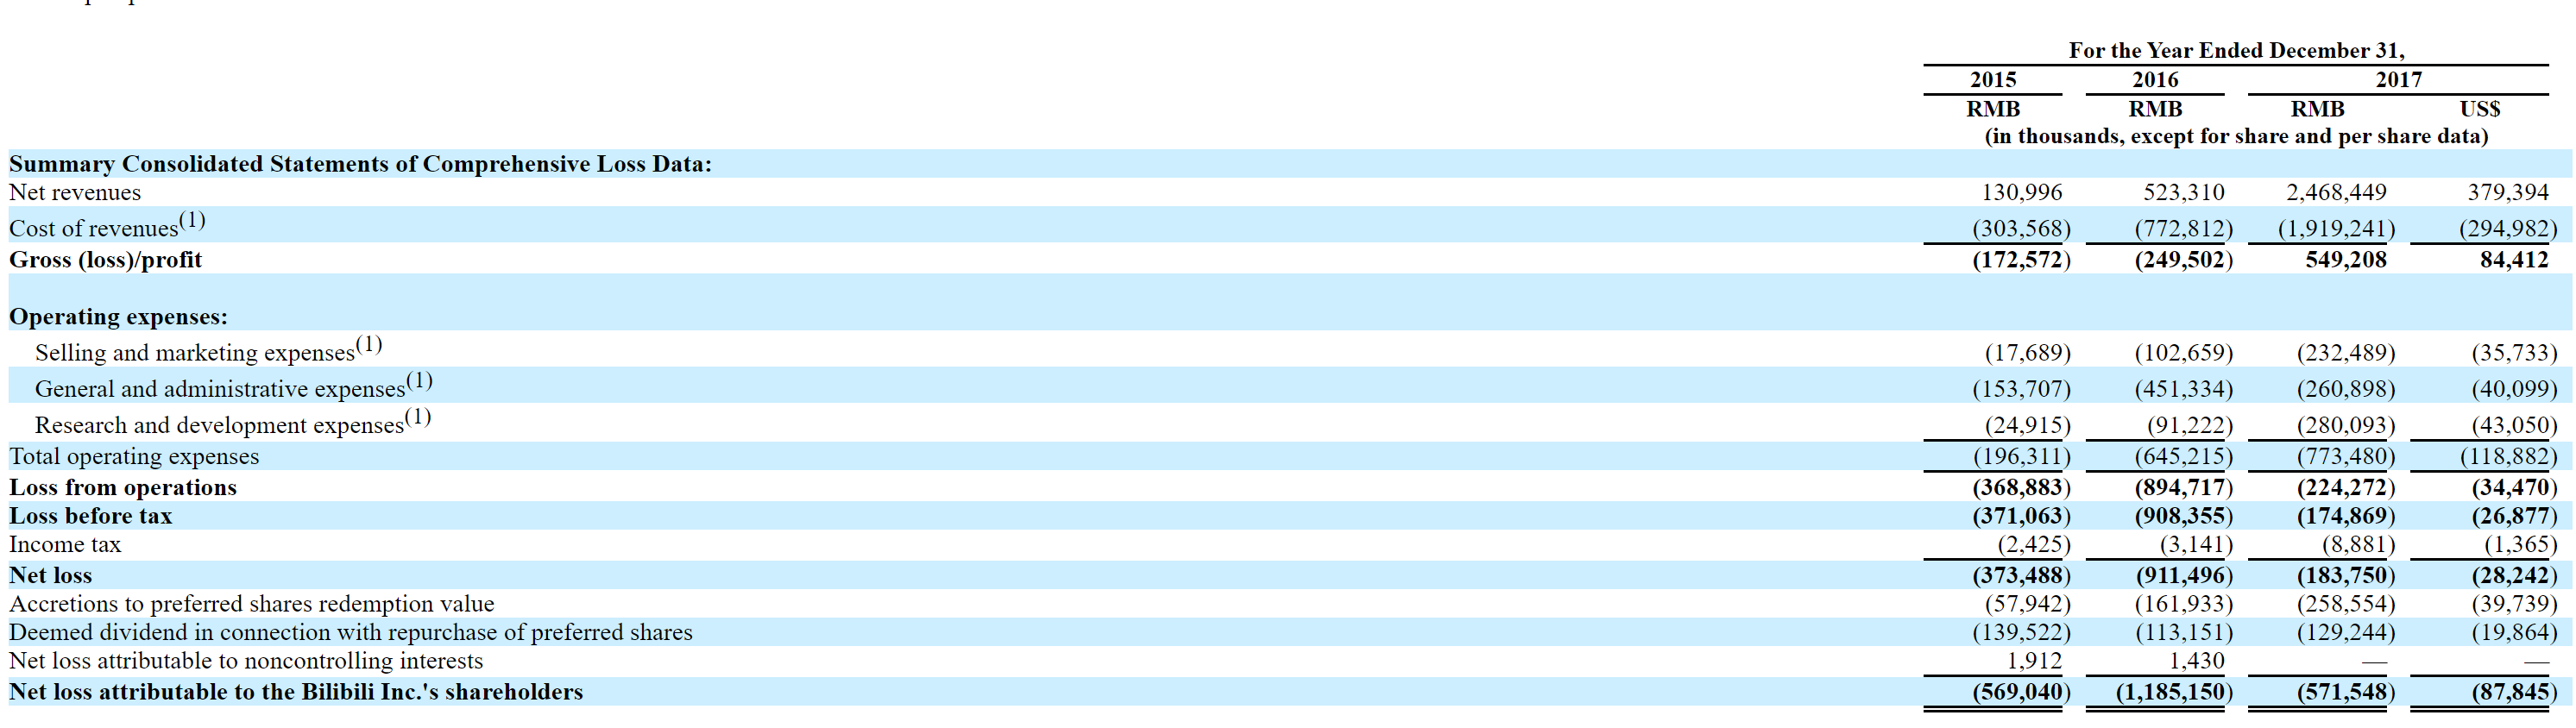 For the Year Ended December 31,
2015 2016 2017
RMB RMB RMB US$
(in thousands, except for share and per share data)
Summary Consolidated Statements of Comprehensive Loss Data:
Net revenues 130,996 523,310 2,468,449 379,394
Cost of revenues(1) (303,568) (772,812) (1,919,241) (294,982)
Gross (loss)/profit (172,572) (249,502) 549,208 84,412
Operating expenses:
Selling and marketing expenses(1) (17,689) (102,659) (232,489) (35,733)
General and administrative expenses(1) (153,707) (451,334) (260,898) (40,099)
Research and development expenses(1) (24,915) (91,222) (280,093) (43,050)
Total operating expenses (196,311) (645,215) (773,480) (118,882)
Loss from operations (368,883) (894,717) (224,272) (34,470)
Loss before tax (371,063) (908,355) (174,869) (26,877)
Income tax (2,425) (3,141) (8,881) (1,365)
Net loss (373,488) (911,496) (183,750) (28,242)
Accretions to preferred shares redemption value (57,942) (161,933) (258,554) (39,739)
Deemed dividend in connection with repurchase of preferred shares (139,522) (113,151) (129,244) (19,864)
Net loss attributable to noncontrolling interests 1,912 1,430 — —
Net loss attributable to the Bilibili Inc.'s shareholders (569,040) (1,185,150) (571,548) (87,845)